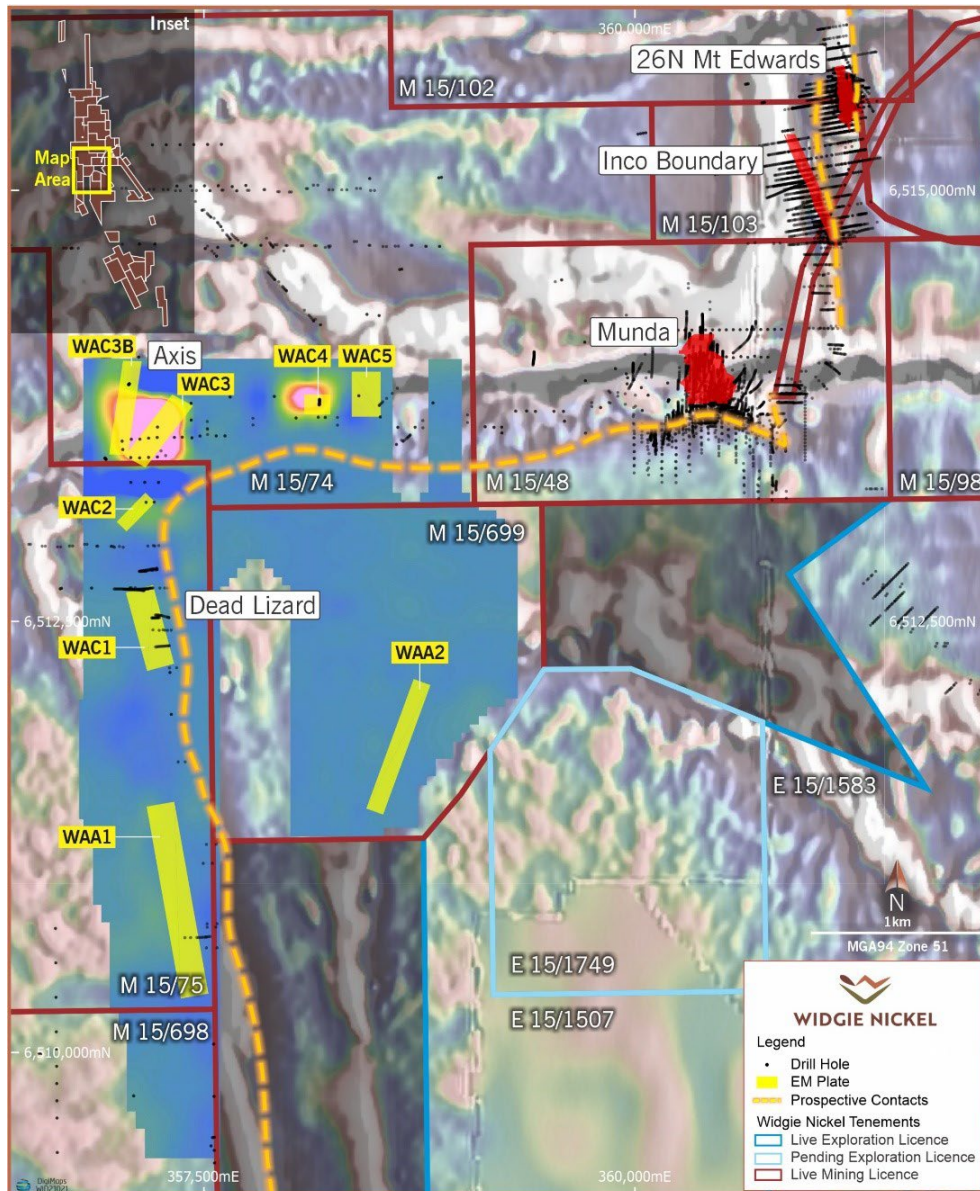 Inset
360,000mE
26N Mt Edwards
M 15/102
Map
Area
Inco Boundary
6,515,000mN
M 15/103
Munda
WAC3B
Axis
WAC3
WAC4
WAC5
M 15/74
M 15/48
M 15/98
WAC2
M 15/699
Dead Lizard
6,512,500mN
6,512,500mN
WAC1
WAA2
E 15/1583
WAA1
N
1km
MGA94 Zone 51
E 15/1749
M 15/75
E 15/1507
M 15/698
6,510,000mN
WIDGIE NICKEL
Legend
Drill Hole
EM Plate
Prospective Contacts
Widgie Nickel Tenements
Live Exploration Licence
Pending Exploration Licence
Live Mining Licence
DigiMaps
357,500mE
360,000mE